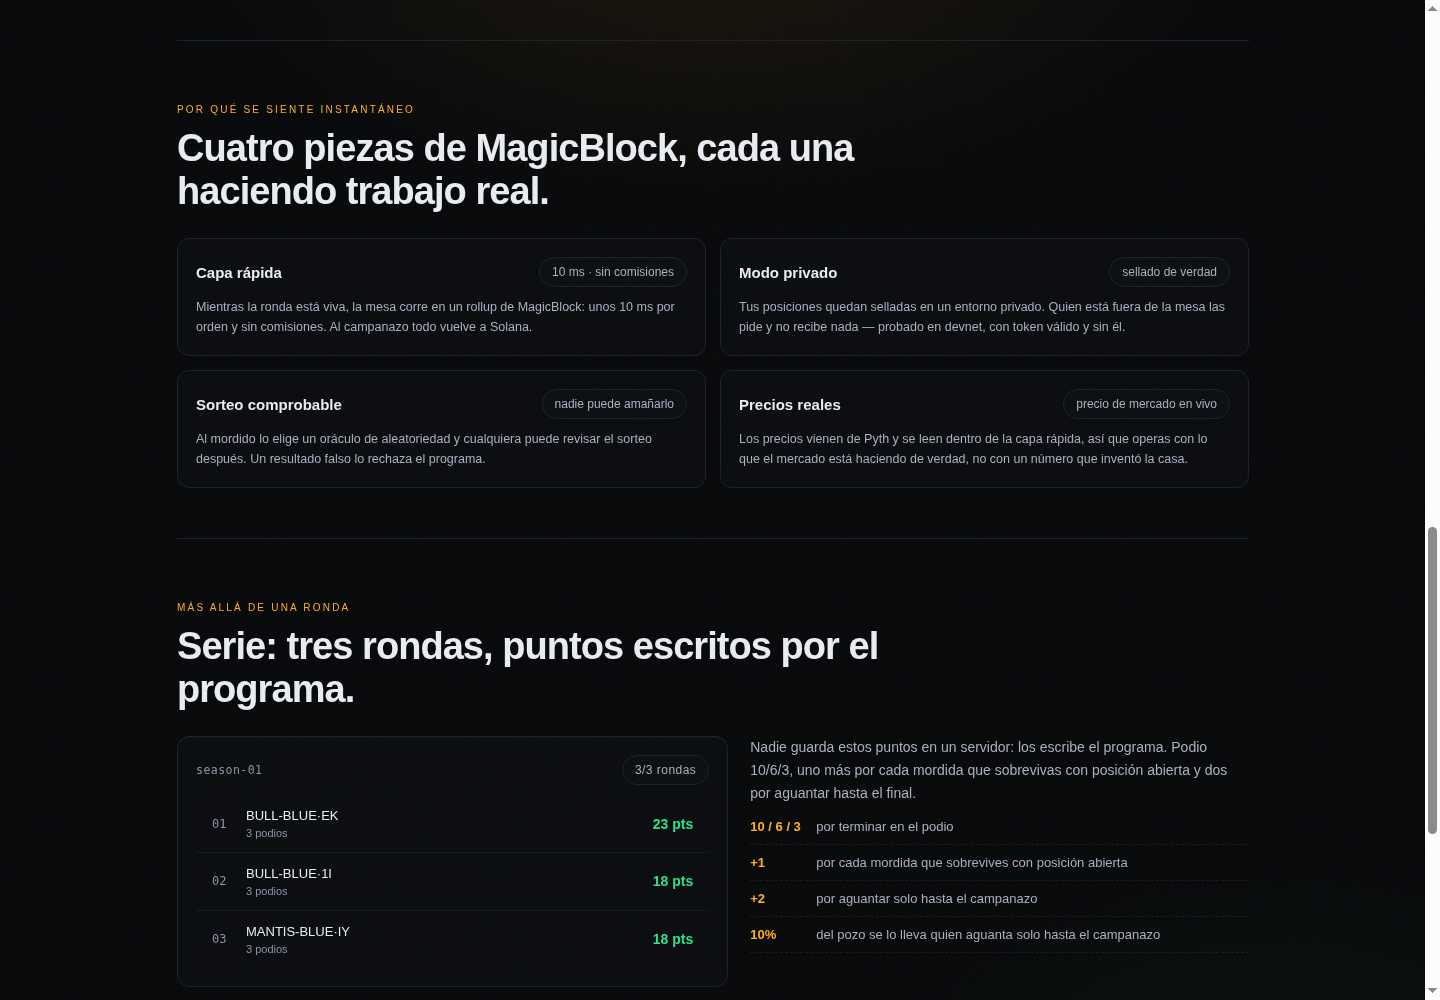 POR QUÉ SE SIENTE INSTANTÁNEO
Cuatro piezas de MagicBlock, cada una
haciendo trabajo real.
Capa rápida
10 ms · sin comisiones
Mientras la ronda está viva, la mesa corre en un rollup de MagicBlock: unos 10 ms por
orden y sin comisiones. Al campanazo todo vuelve a Solana.
Modo privado
sellado de verdad
Tus posiciones quedan selladas en un entorno privado. Quien está fuera de la mesa las
pide y no recibe nada — probado en devnet, con token válido y sin él.
Sorteo comprobable
nadie puede amañarlo
Al mordido lo elige un oráculo de aleatoriedad y cualquiera puede revisar el sorteo
después. Un resultado falso lo rechaza el programa.
Precios reales
precio de mercado en vivo
Los precios vienen de Pyth y se leen dentro de la capa rápida, así que operas con lo
que el mercado está haciendo de verdad, no con un número que inventó la casa.
MÁS ALLÁ DE UNA RONDA
Serie: tres rondas, puntos escritos por el
programa.
season-01
3/3 rondas
01
BULL-BLUE·EK
3 podios
23 pts
02
BULL-BLUE·1I
3 podios
18 pts
03
MANTIS-BLUE·IY
3 podios
18 pts
Nadie guarda estos puntos en un servidor: los escribe el programa. Podio
10/6/3, uno más por cada mordida que sobrevivas con posición abierta y dos
por aguantar hasta el final.
10 / 6 / 3 por terminar en el podio
+1 por cada mordida que sobrevives con posición abierta
+2 por aguantar solo hasta el campanazo
10% del pozo se lo lleva quien aguanta solo hasta el campanazo